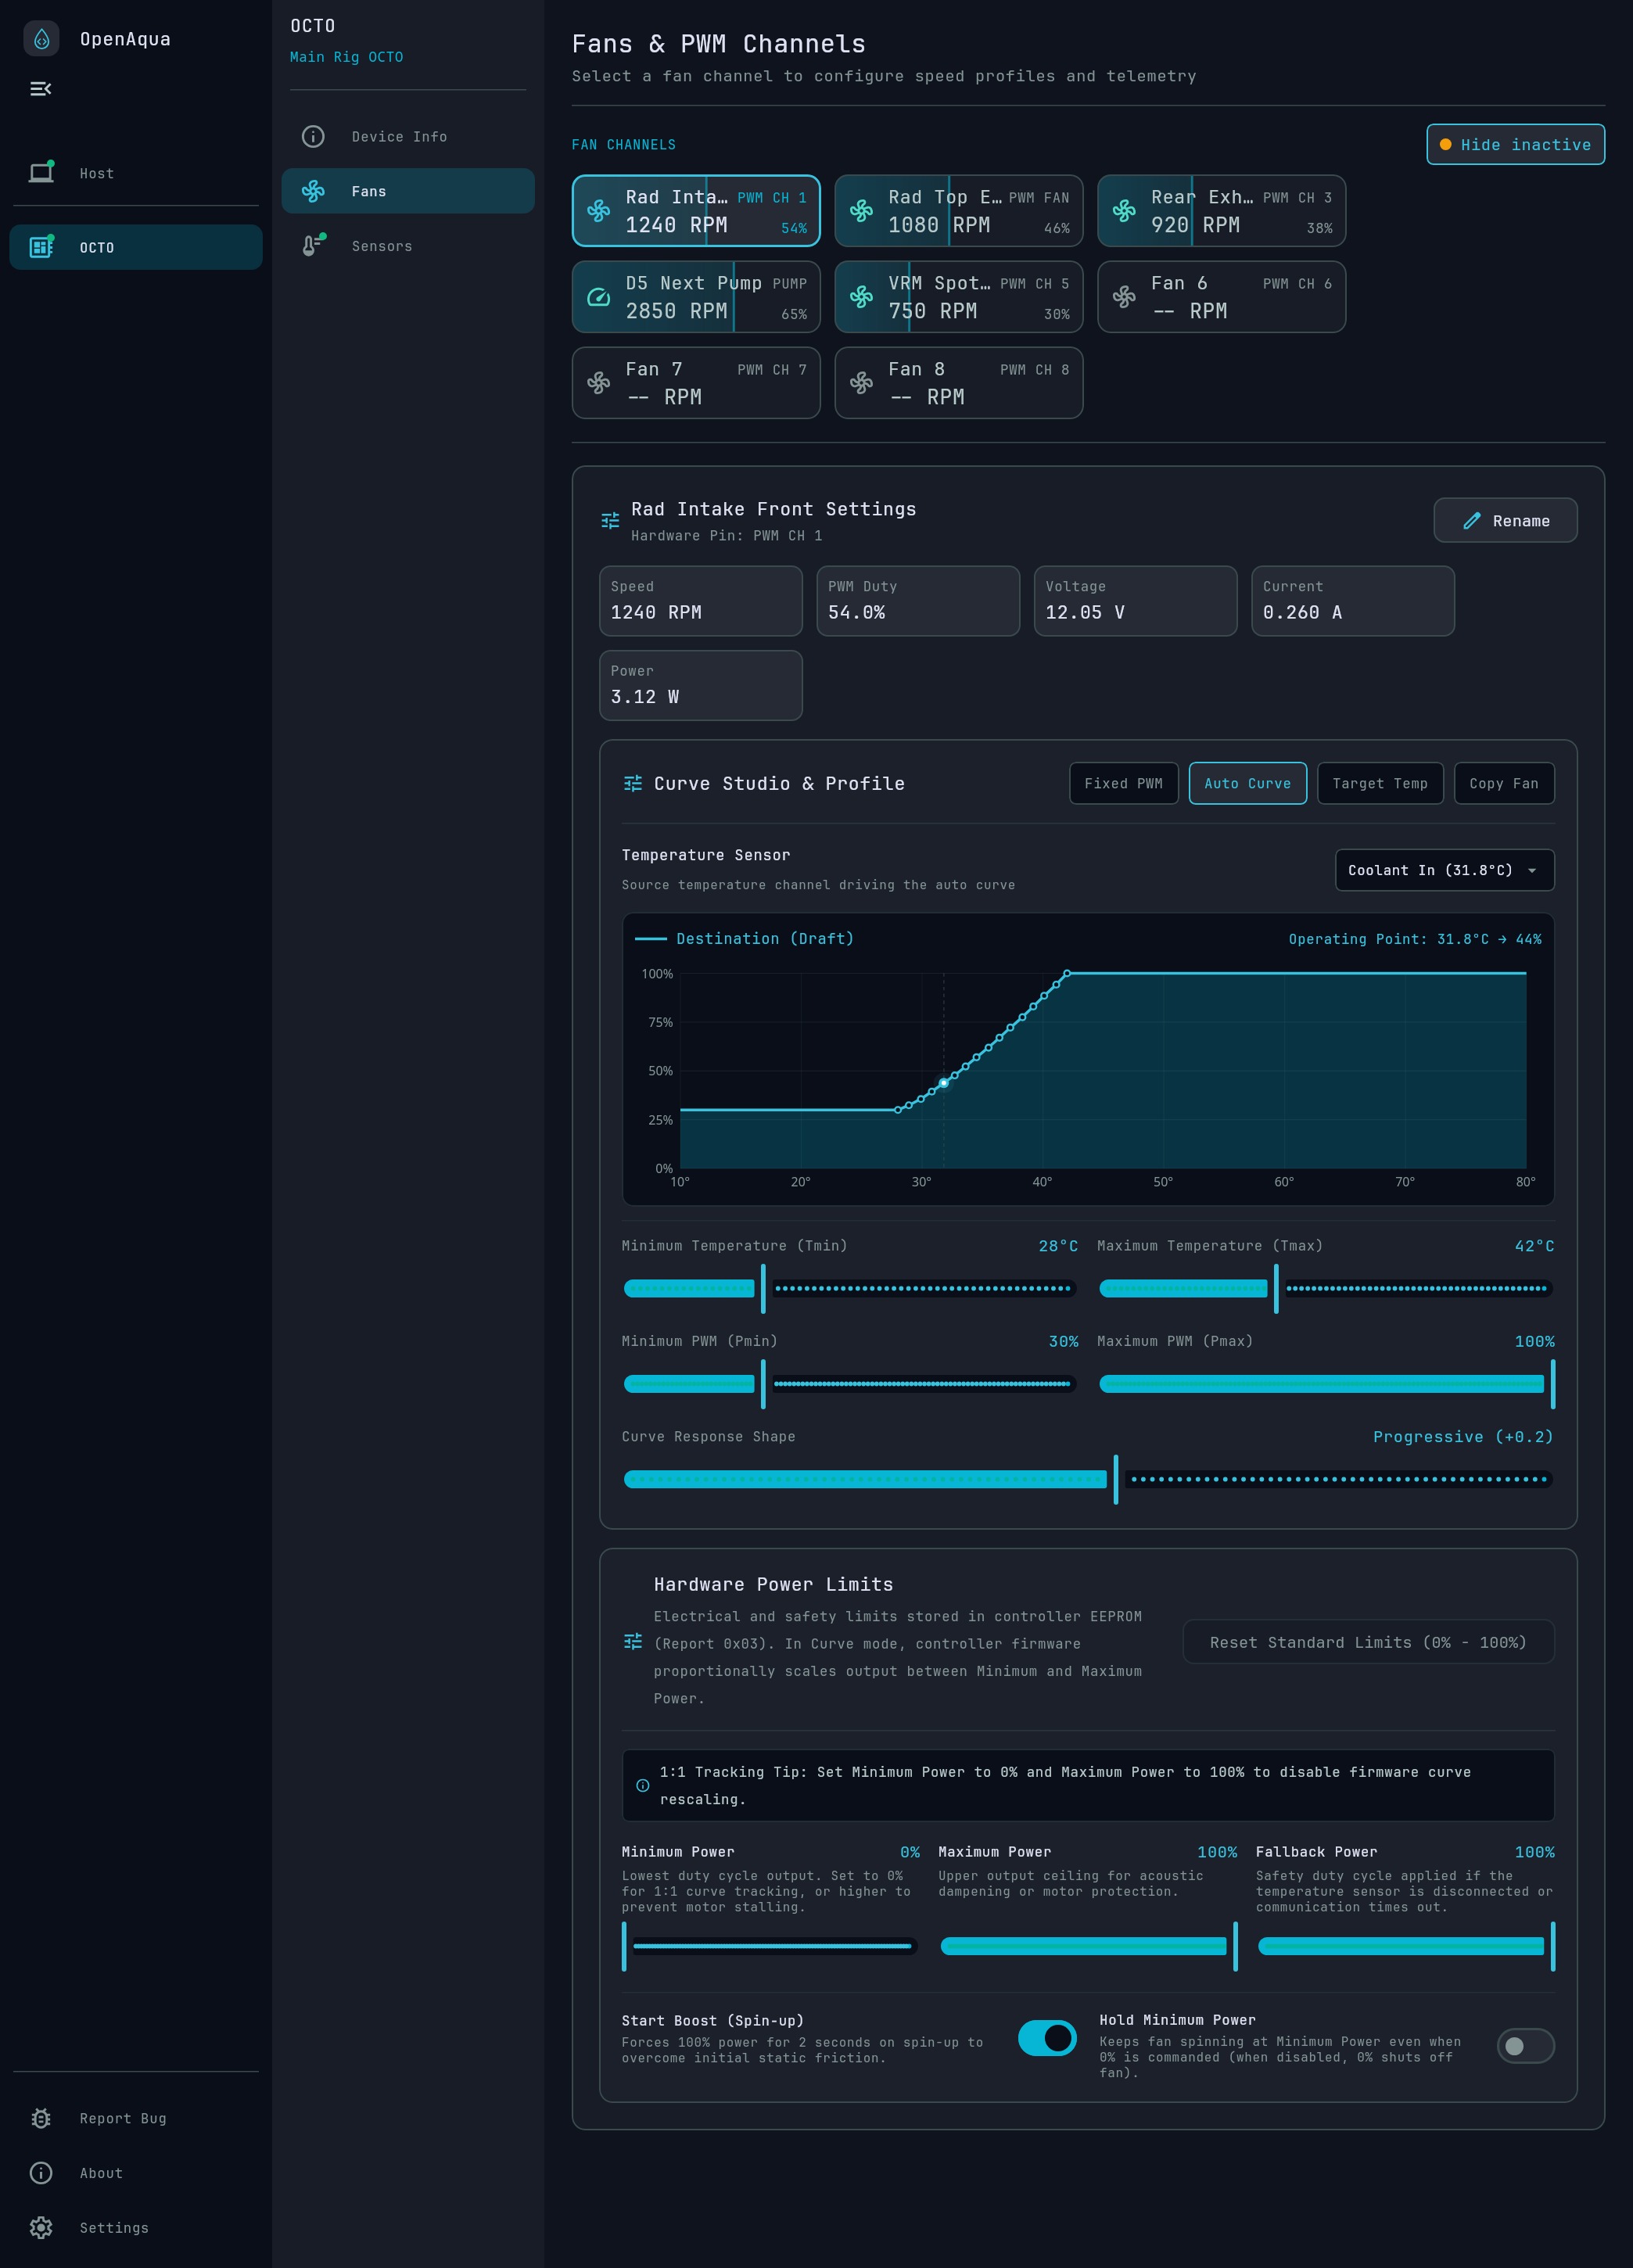 OpenAqua
Host
OCTO
Report Bug
About
Settings
OCTO
Main Rig OCTO
Device Info
Fans
Sensors
Fans & PWM Channels
Select a fan channel to configure speed profiles and telemetry
FAN CHANNELS
Hide inactive
Rad Inta… PWM CH 1
1240 RPM 54%
Rad Top E… PWM FAN
1080 RPM 46%
Rear Exh… PWM CH 3
920 RPM 38%
D5 Next Pump PUMP
2850 RPM 65%
VRM Spot… PWM CH 5
750 RPM 30%
Fan 6 PWM CH 6
-- RPM
Fan 7 PWM CH 7
-- RPM
Fan 8 PWM CH 8
-- RPM
Rad Intake Front Settings
Hardware Pin: PWM CH 1
Rename
Speed
1240 RPM
PWM Duty
54.0%
Voltage
12.05 V
Current
0.260 A
Power
3.12 W
Curve Studio & Profile
Fixed PWM
Auto Curve
Target Temp
Copy Fan
Temperature Sensor
Source temperature channel driving the auto curve
Coolant In (31.8°C)
Destination (Draft)
Operating Point: 31.8°C → 44%
100%
75%
50%
25%
0%
10° 20° 30° 40° 50° 60° 70° 80°
Minimum Temperature (Tmin) 28°C
Maximum Temperature (Tmax) 42°C
Minimum PWM (Pmin) 30%
Maximum PWM (Pmax) 100%
Curve Response Shape Progressive (+0.2)
Hardware Power Limits
Electrical and safety limits stored in controller EEPROM
(Report 0x03). In Curve mode, controller firmware
proportionally scales output between Minimum and Maximum
Power.
Reset Standard Limits (0% - 100%)
1:1 Tracking Tip: Set Minimum Power to 0% and Maximum Power to 100% to disable firmware curve
rescaling.
Minimum Power 0%
Lowest duty cycle output. Set to 0%
for 1:1 curve tracking, or higher to
prevent motor stalling.
Maximum Power 100%
Upper output ceiling for acoustic
dampening or motor protection.
Fallback Power 100%
Safety duty cycle applied if the
temperature sensor is disconnected or
communication times out.
Start Boost (Spin-up)
Forces 100% power for 2 seconds on spin-up to
overcome initial static friction.
Hold Minimum Power
Keeps fan spinning at Minimum Power even when
0% is commanded (when disabled, 0% shuts off
fan).